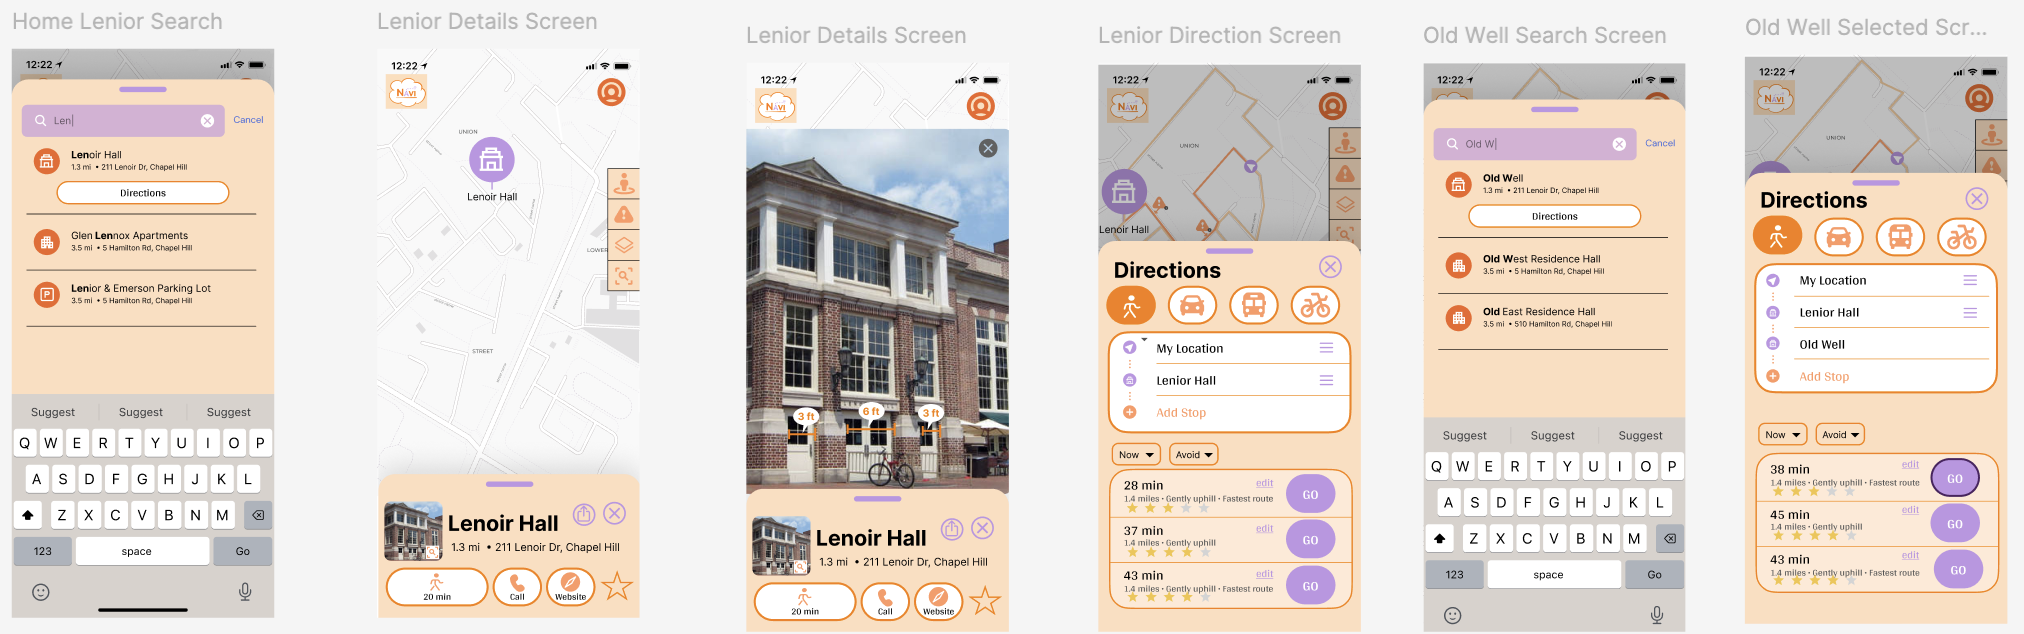 Home Lenior Search
12:22
Len
Cancel
Lenoir Hall
1.3 mi • 211 Lenoir Dr, Chapel Hill
Directions
Glen Lennox Apartments
3.5 mi • 5 Hamilton Rd, Chapel Hill
Lenior & Emerson Parking Lot
3.5 mi • 5 Hamilton Rd, Chapel Hill
Suggest Suggest Suggest
Q W E R T Y U I O P
A S D F G H J K L
Z X C V B N M
123 space Go
Lenior Details Screen
12:22
NAVI
UNION
Lenoir Hall
LOWER
STREET
Lenoir Hall
1.3 mi • 211 Lenoir Dr, Chapel Hill
20 min Call Website
Lenior Details Screen
12:22
NAVI
3 ft 6 ft 3 ft
Lenoir Hall
1.3 mi • 211 Lenoir Dr, Chapel Hill
20 min Call Website
Lenior Direction Screen
12:22
NAVI
UNION
Lenoir Hall
Directions
My Location
Lenior Hall
Add Stop
Now Avoid
28 min edit
1.4 miles • Gently uphill • Fastest route
GO
37 min edit
1.4 miles • Gently uphill
GO
43 min edit
1.4 miles • Gently uphill • Fastest route
GO
Old Well Search Screen
12:22
Old W
Cancel
Old Well
1.3 mi • 211 Lenoir Dr, Chapel Hill
Directions
Old West Residence Hall
3.5 mi • 5 Hamilton Rd, Chapel Hill
Old East Residence Hall
3.5 mi • 510 Hamilton Rd, Chapel Hill
Suggest Suggest Suggest
Q W E R T Y U I O P
A S D F G H J K L
Z X C V B N M
123 space Go
Old Well Selected Scr...
12:22
NAVI
UNION
Directions
My Location
Lenior Hall
Old Well
Add Stop
Now Avoid
38 min edit
1.4 miles • Gently uphill • Fastest route
GO
45 min edit
1.4 miles • Gently uphill
GO
43 min edit
1.4 miles • Gently uphill • Fastest route
GO